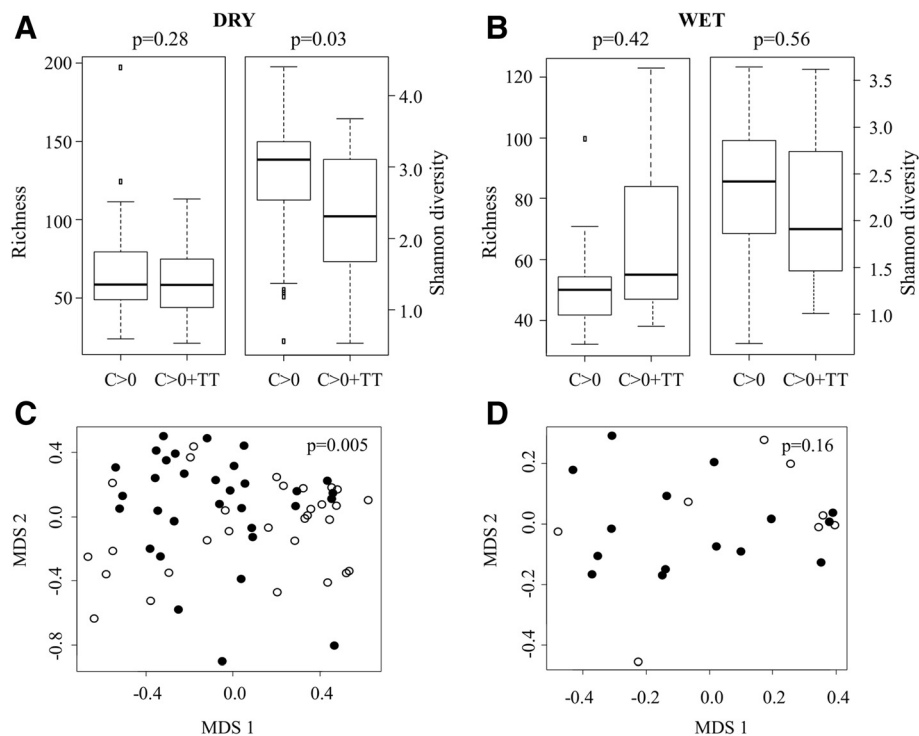 A DRY B WET
p=0.28 p=0.03 p=0.42 p=0.56
200
150
100
50
Richness
4.0
3.0
2.0
1.0
Shannon diversity
C>0 C>0+TT C>0 C>0+TT
120
100
80
60
40
Richness
3.5
3.0
2.5
2.0
1.5
1.0
Shannon diversity
C>0 C>0+TT C>0 C>0+TT
C
p=0.005
0.4
0.0
-0.4
-0.8
MDS 2
-0.4 0.0 0.4
MDS 1
D
p=0.16
0.2
0.0
-0.2
-0.4
MDS 2
-0.4 -0.2 0.0 0.2 0.4
MDS 1